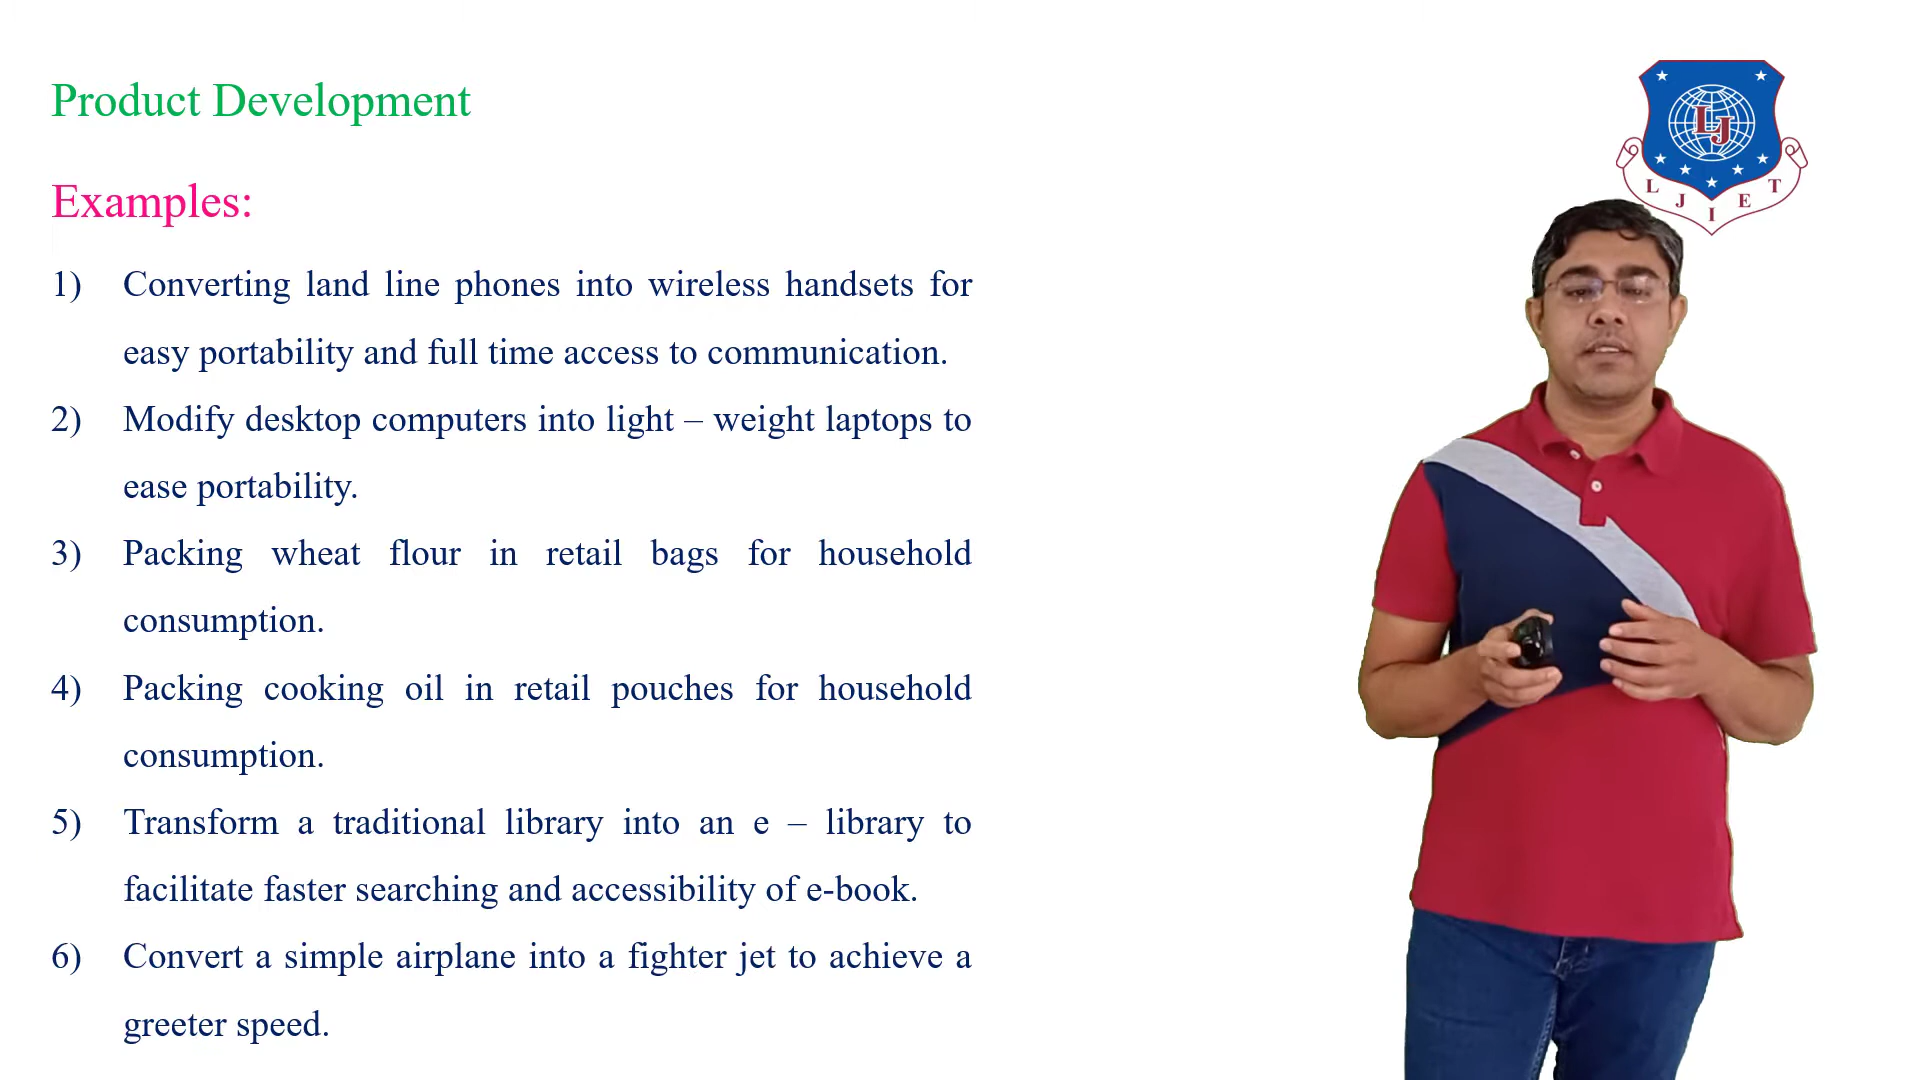 Product Development
Examples:
1) Converting land line phones into wireless handsets for
easy portability and full time access to communication.
2) Modify desktop computers into light – weight laptops to
ease portability.
3) Packing wheat flour in retail bags for household
consumption.
4) Packing cooking oil in retail pouches for household
consumption.
5) Transform a traditional library into an e – library to
facilitate faster searching and accessibility of e-book.
6) Convert a simple airplane into a fighter jet to achieve a
greeter speed.
LJ
L J I E T